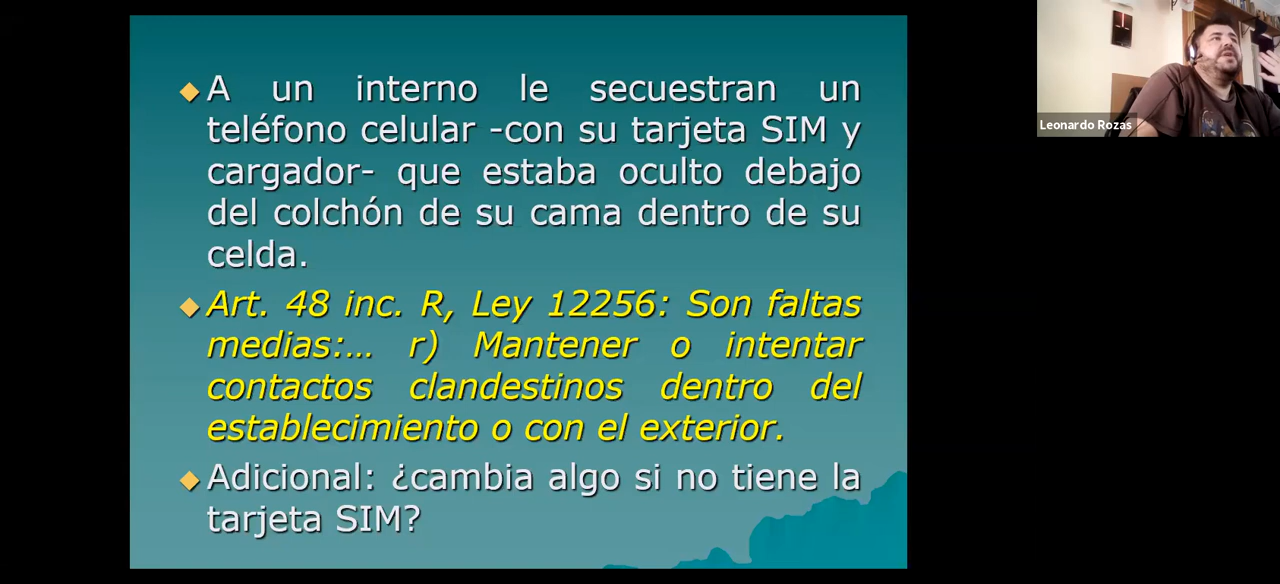 A un interno le secuestran un
teléfono celular -con su tarjeta SIM y
cargador- que estaba oculto debajo
del colchón de su cama dentro de su
celda.
Art. 48 inc. R, Ley 12256: Son faltas
medias:... r) Mantener o intentar
contactos clandestinos dentro del
establecimiento o con el exterior.
Adicional: ¿cambia algo si no tiene la
tarjeta SIM?
Leonardo Rozas